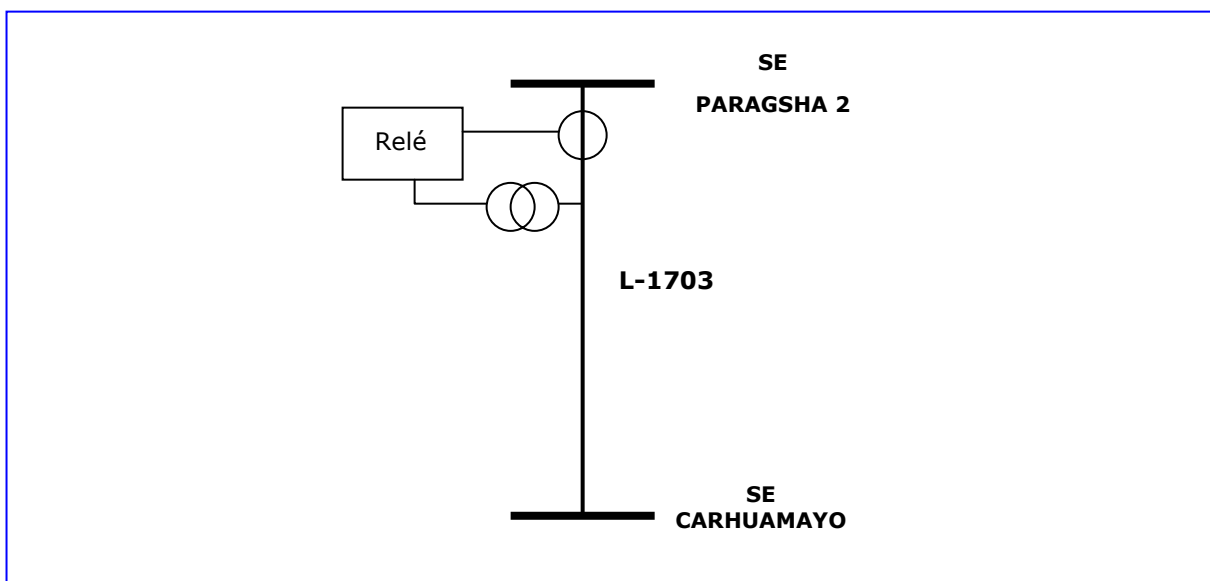 SE
PARAGSHA 2
Relé
L-1703
SE
CARHUAMAYO